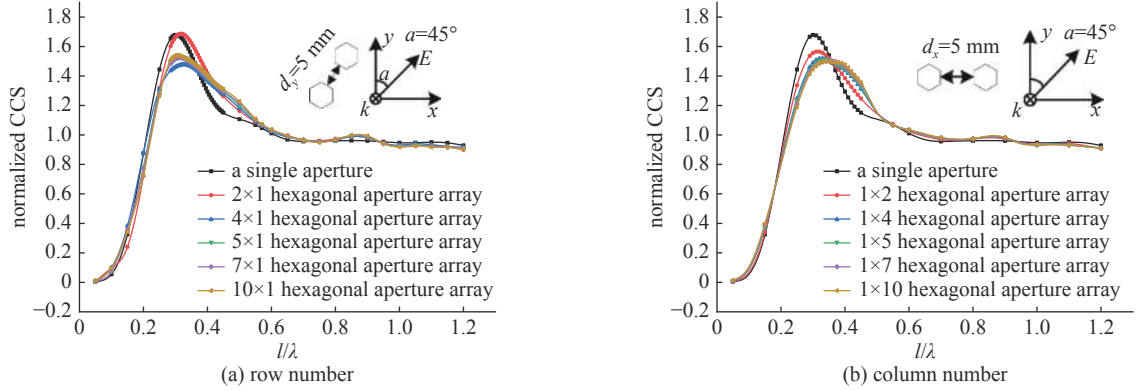 1.8
1.6
1.4
1.2
1.0
0.8
0.6
0.4
0.2
0
−0.2
normalized CCS
0
0.2
0.4
0.6
0.8
1.0
1.2
l/λ
d_y=5 mm
y
a=45°
E
a
k
x
a single aperture
2×1 hexagonal aperture array
4×1 hexagonal aperture array
5×1 hexagonal aperture array
7×1 hexagonal aperture array
10×1 hexagonal aperture array
(a) row number
1.8
1.6
1.4
1.2
1.0
0.8
0.6
0.4
0.2
0
−0.2
normalized CCS
0
0.2
0.4
0.6
0.8
1.0
1.2
l/λ
d_x=5 mm
y
a=45°
E
k
x
a single aperture
1×2 hexagonal aperture array
1×4 hexagonal aperture array
1×5 hexagonal aperture array
1×7 hexagonal aperture array
1×10 hexagonal aperture array
(b) column number